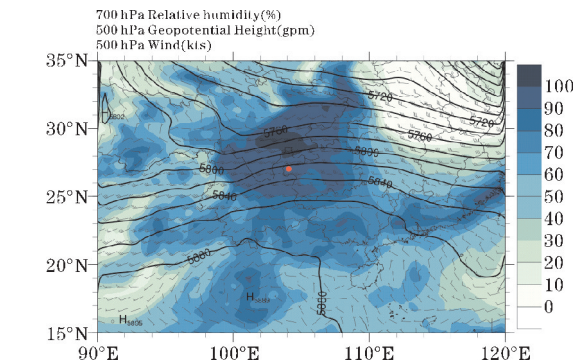 700 hPa Relative humidity(%)
500 hPa Geopotential Height(gpm)
500 hPa Wind(kts)
35°N
30°N
25°N
20°N
15°N
90°E
100°E
110°E
120°E
5720
5720
5760
5760
5800
5840
5840
5880
H
H
100
90
80
70
60
50
40
30
20
10
0